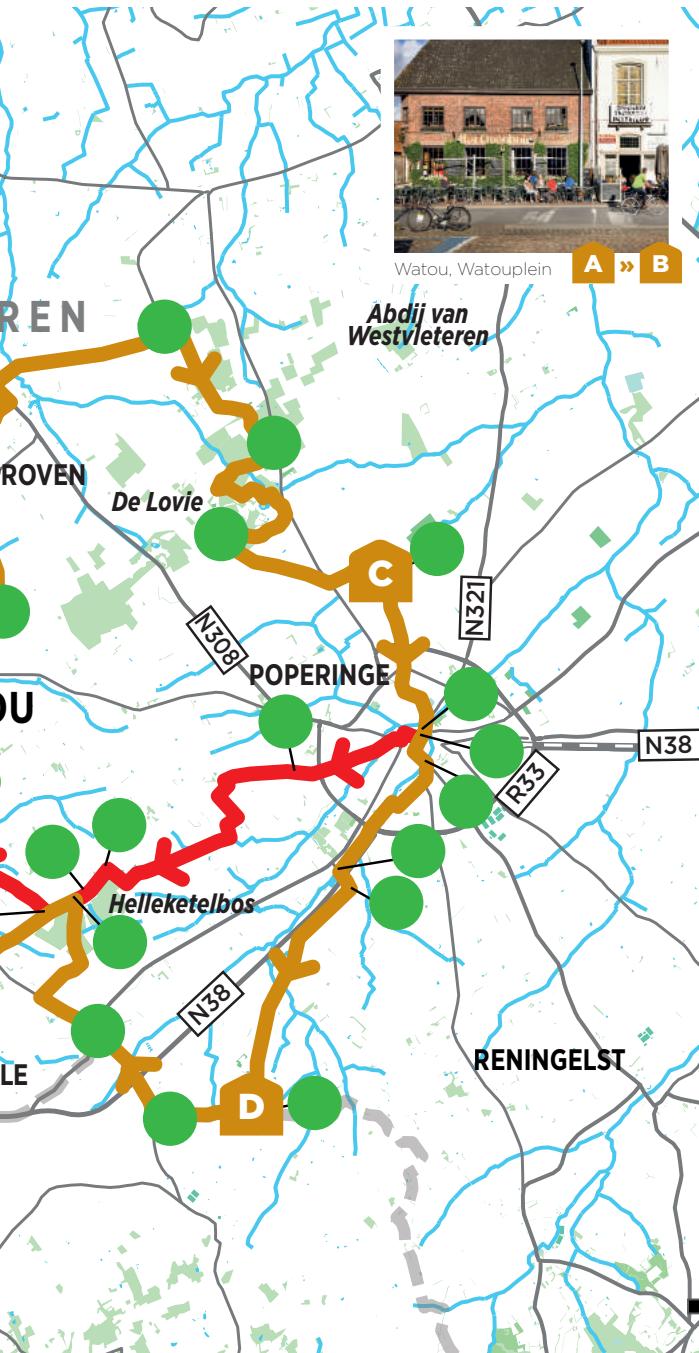 Watou, Watouplein
A » B
REN
Abdij van
Westvleteren
ROVEN
De Lovie
C
N321
N308
POPERINGE
OU
N38
R33
Helleketelbos
N38
RENINGELST
LE
D